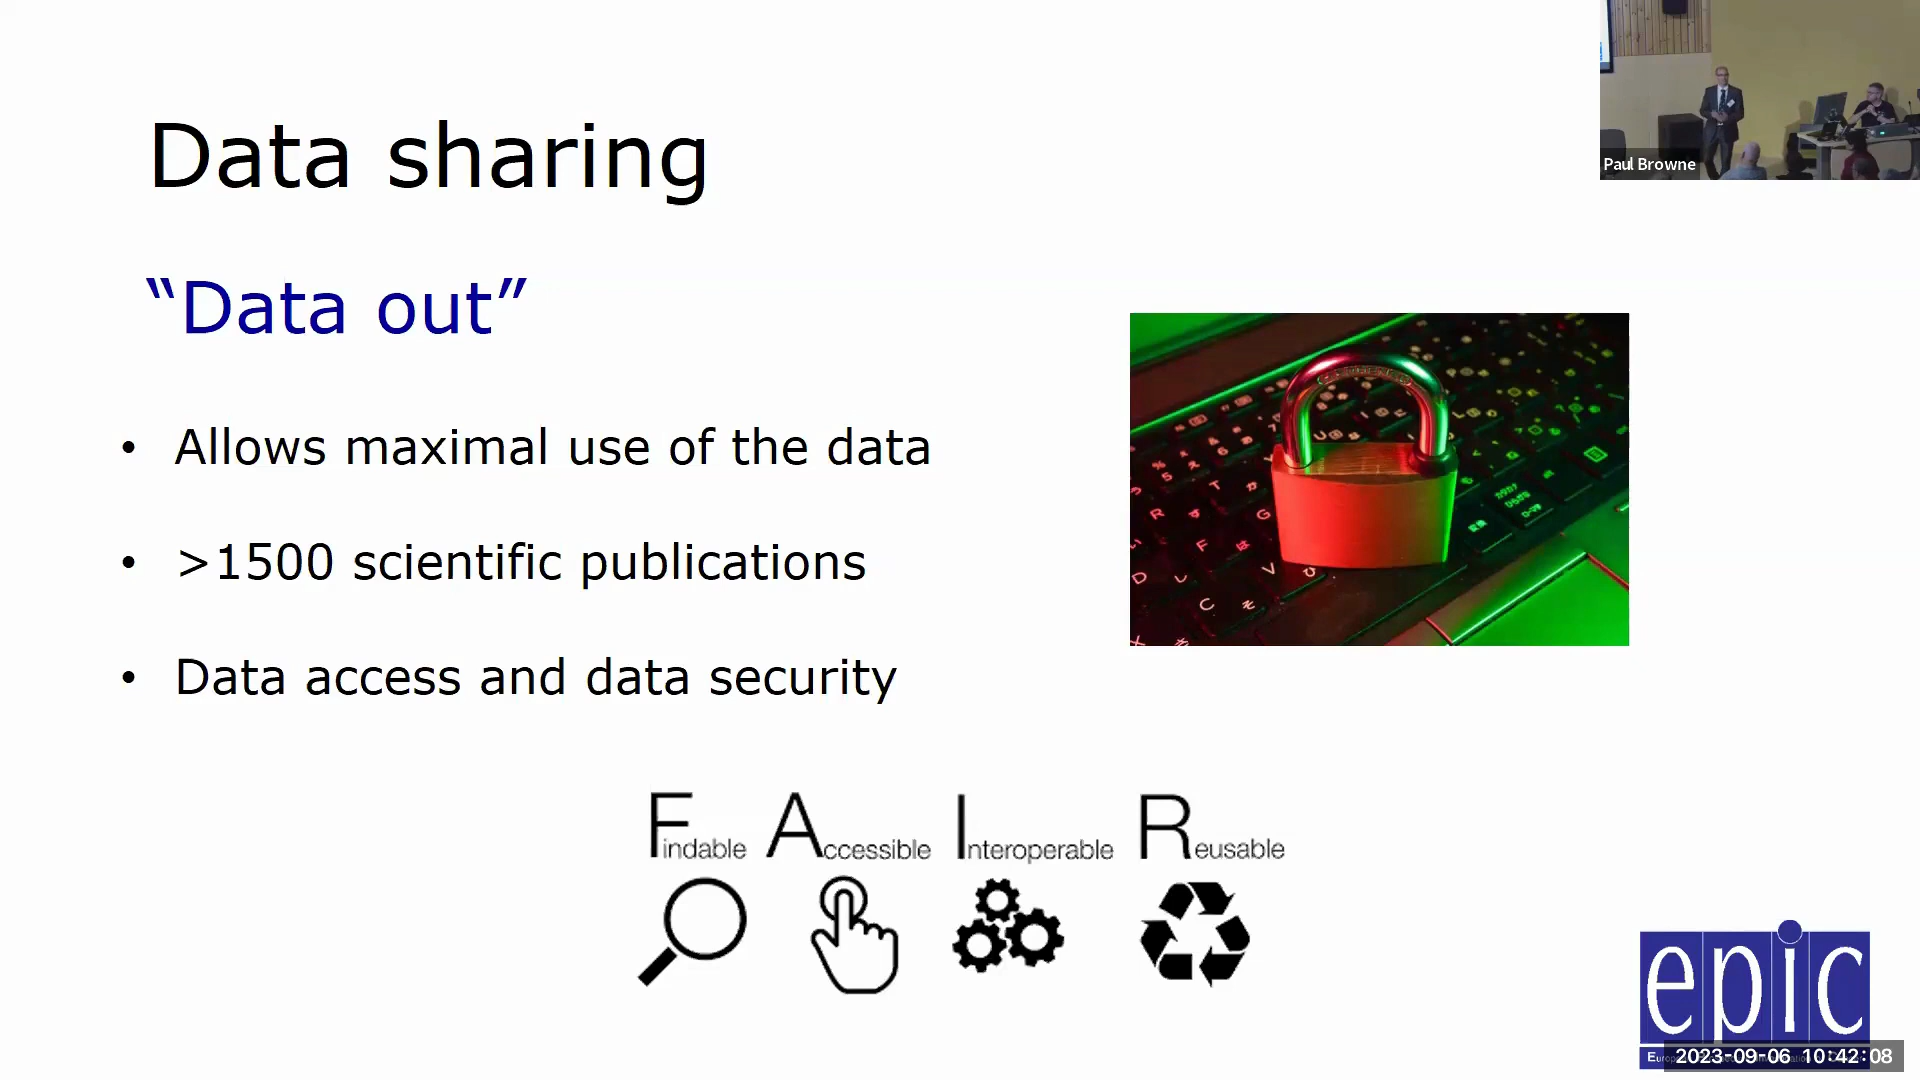 Data sharing
“Data out”
• Allows maximal use of the data
• >1500 scientific publications
• Data access and data security
Findable Accessible Interoperable Reusable
Paul Browne
epic
2023-09-06 10:42:08